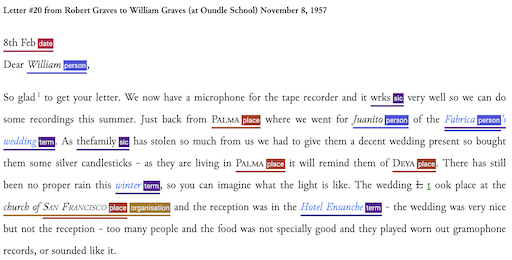 Letter #20 from Robert Graves to William Graves (at Oundle School) November 8, 1957
8th Feb date
Dear William person,
So glad 1 to get your letter. We now have a microphone for the tape recorder and it wrks sic very well so we can do
some recordings this summer. Just back from PALMA place where we went for Juanito person of the Fabrica person's
wedding term. As thefamily sic has stolen so much from us we had to give them a decent wedding present so bought
them some silver candlesticks - as they are living in PALMA place it will remind them of DEYA place. There has still
been no proper rain this winter term, so you can imagine what the light is like. The wedding L t ook place at the
church of SAN FRANCISCO place organisation and the reception was in the Hotel Ensanche term - the wedding was very nice
but not the reception - too many people and the food was not specially good and they played worn out gramophone
records, or sounded like it.